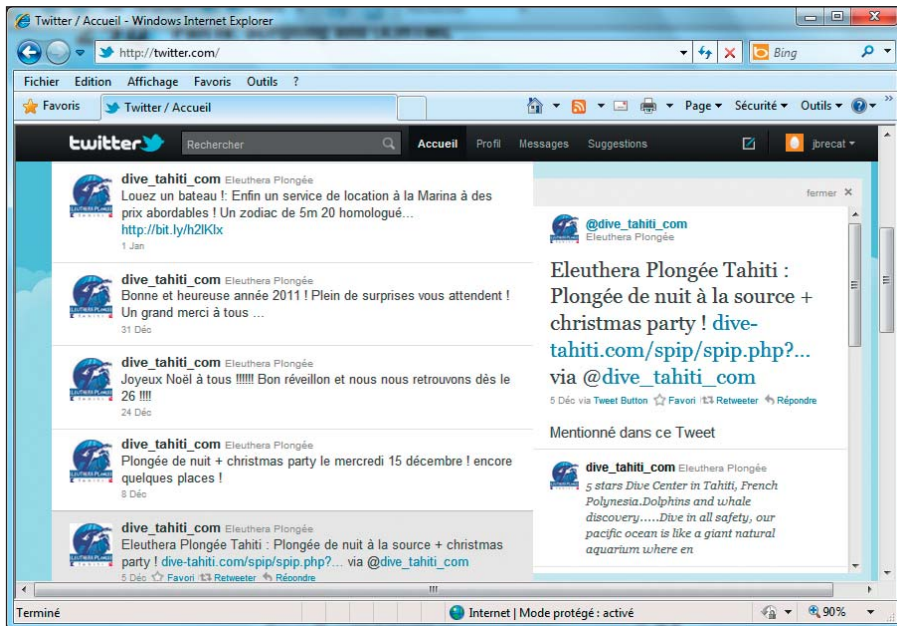 Twitter / Accueil - Windows Internet Explorer
http://twitter.com/
Bing
Fichier Edition Affichage Favoris Outils ?
Favoris Twitter / Accueil Page Sécurité Outils
twitter Rechercher Accueil Profil Messages Suggestions jbrecat
dive_tahiti_com Eleuthera Plongée
Louez un bateau !: Enfin un service de location à la Marina à des
prix abordables ! Un zodiac de 5m 20 homologué...
http://bit.ly/h2lKlx
1 Jan
dive_tahiti_com Eleuthera Plongée
Bonne et heureuse année 2011 ! Plein de surprises vous attendent !
Un grand merci à tous ...
31 Déc
dive_tahiti_com Eleuthera Plongée
Joyeux Noël à tous !!!!!! Bon réveillon et nous nous retrouvons dès le
26 !!!!
24 Déc
dive_tahiti_com Eleuthera Plongée
Plongée de nuit + christmas party le mercredi 15 décembre ! encore
quelques places !
8 Déc
dive_tahiti_com Eleuthera Plongée
Eleuthera Plongée Tahiti : Plongée de nuit à la source + christmas
party ! dive-tahiti.com/spip/spip.php?... via @dive_tahiti_com
5 Déc Favori Retweeter Répondre
fermer ×
@dive_tahiti_com
Eleuthera Plongée
Eleuthera Plongée Tahiti :
Plongée de nuit à la source +
christmas party ! dive-
tahiti.com/spip/spip.php?...
via @dive_tahiti_com
5 Déc via Tweet Button Favori Retweeter Répondre
Mentionné dans ce Tweet
dive_tahiti_com Eleuthera Plongée
5 stars Dive Center in Tahiti, French
Polynesia.Dolphins and whale
discovery.....Dive in all safety, our
pacific ocean is like a giant natural
aquarium where en
Terminé Internet | Mode protégé : activé 90%